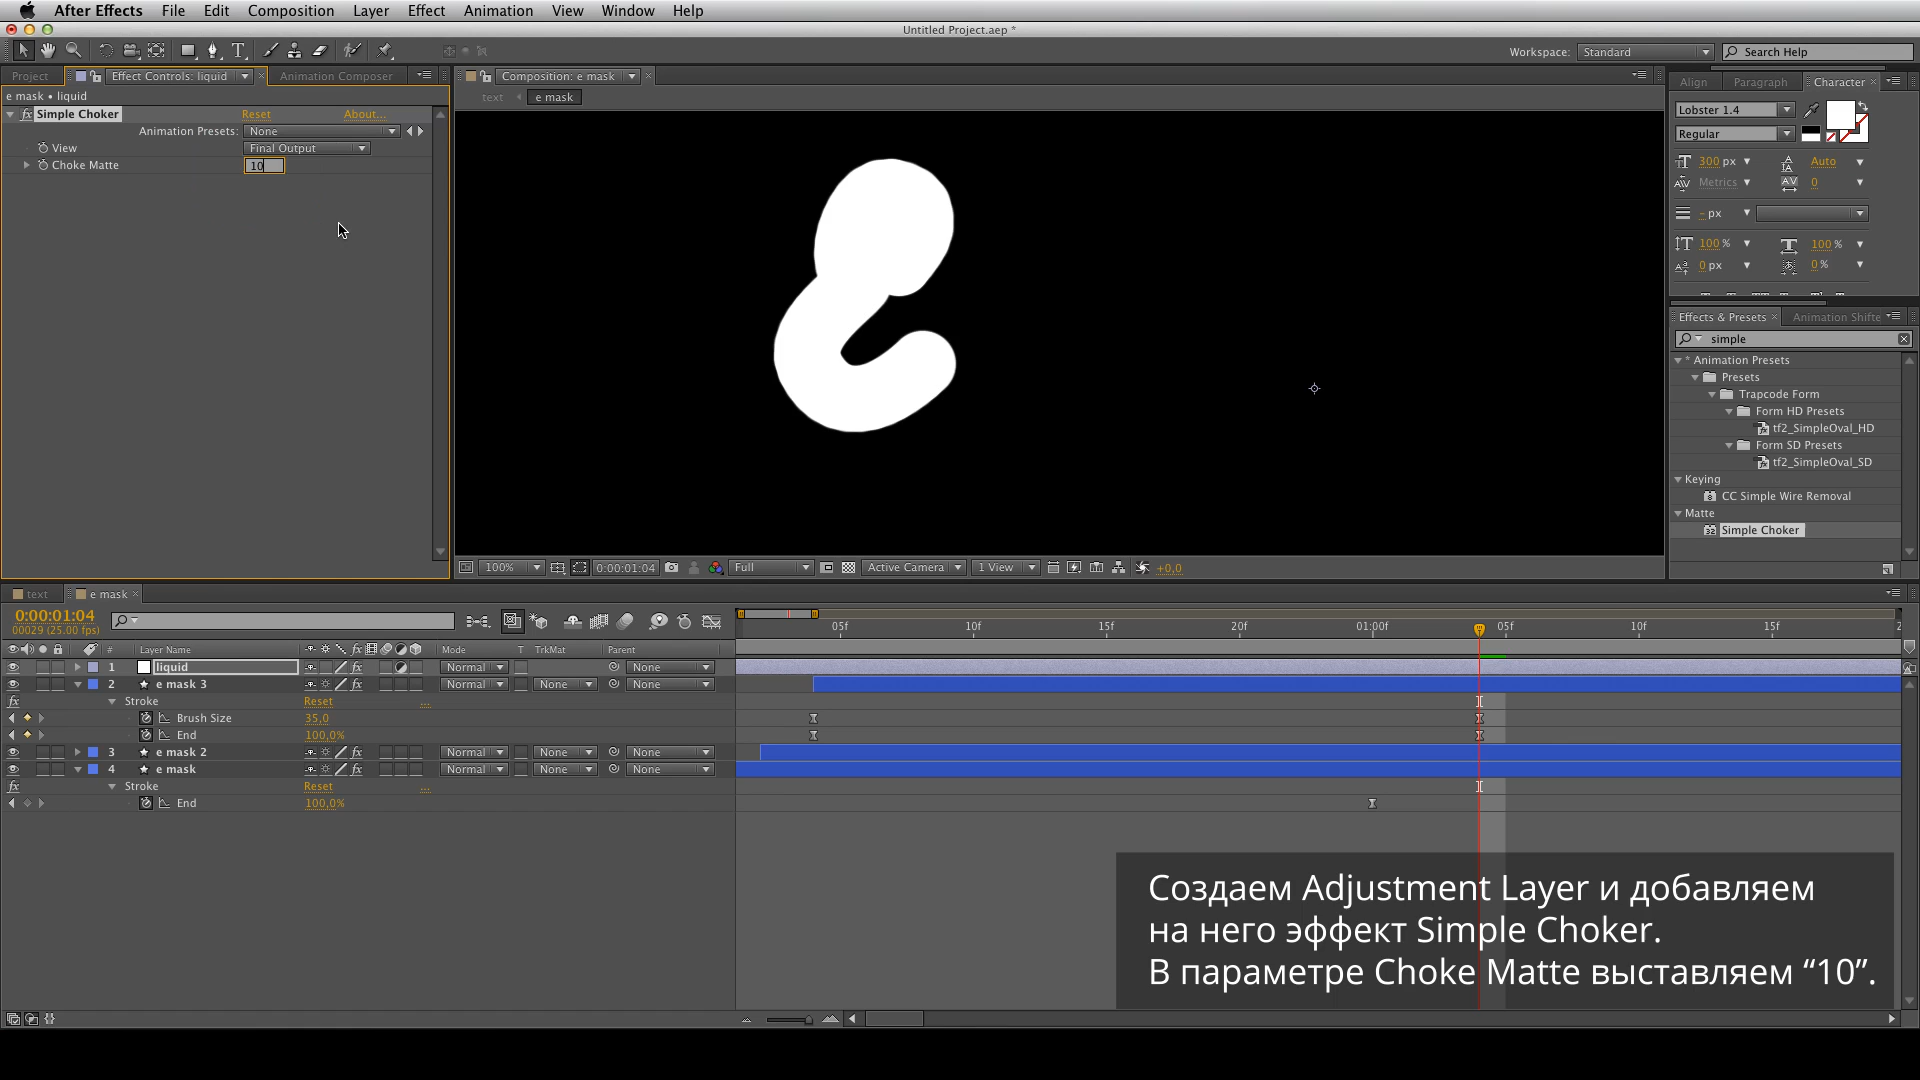 After Effects File Edit Composition Layer Effect Animation View Window Help
Untitled Project.aep *
Workspace: Standard Search Help
Project Effect Controls: liquid Animation Composer
Composition: e mask
Align Paragraph Character
e mask • liquid
text e mask
Simple Choker Reset About...
Animation Presets: None
View Final Output
Choke Matte 10
Lobster 1.4
Regular
300 px Auto
Metrics 0
- px
100 % 100 %
0 px 0 %
Effects & Presets Animation Shifte
simple
* Animation Presets
Presets
Trapcode Form
Form HD Presets
tf2_SimpleOval_HD
Form SD Presets
tf2_SimpleOval_SD
Keying
CC Simple Wire Removal
Matte
Simple Choker
100% 0:00:01:04 Full Active Camera 1 View +0,0
text e mask
0:00:01:04
00029 (25.00 fps)
05f 10f 15f 20f 01:00f 05f 10f 15f 2
# Layer Name Mode T TrkMat Parent
1 liquid Normal None
2 e mask 3 Normal None None
Stroke Reset ...
Brush Size 35,0
End 100,0%
3 e mask 2 Normal None None
4 e mask Normal None None
Stroke Reset ...
End 100,0%
Создаем Adjustment Layer и добавляем
на него эффект Simple Choker.
В параметре Choke Matte выставляем “10”.